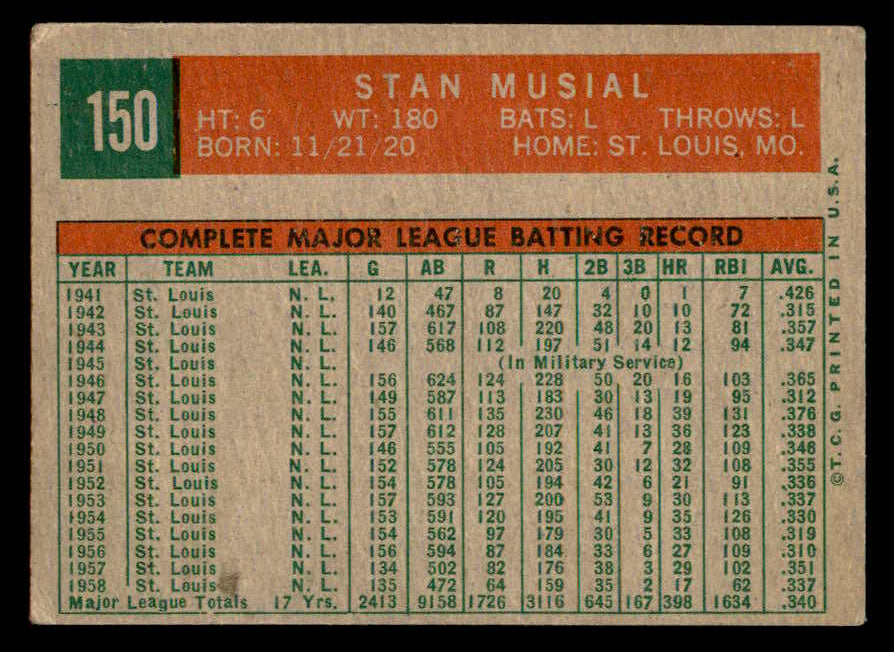 150
STAN MUSIAL
HT: 6' / WT: 180 BATS: L THROWS: L
BORN: 11/21/20 HOME: ST. LOUIS, MO.
COMPLETE MAJOR LEAGUE BATTING RECORD
YEAR TEAM LEA. G AB R H 2B 3B HR RBI AVG.
1941 St. Louis N. L. 12 47 8 20 4 0 1 7 .426
1942 St. Louis N. L. 140 467 87 147 32 10 10 72 .315
1943 St. Louis N. L. 157 617 108 220 48 20 13 81 .357
1944 St. Louis N. L. 146 568 112 197 51 14 12 94 .347
1945 St. Louis N. L. (In Military Service)
1946 St. Louis N. L. 156 624 124 228 50 20 16 103 .365
1947 St. Louis N. L. 149 587 113 183 30 13 19 95 .312
1948 St. Louis N. L. 155 611 135 230 46 18 39 131 .376
1949 St. Louis N. L. 157 612 128 207 41 13 36 123 .338
1950 St. Louis N. L. 146 555 105 192 41 7 28 109 .346
1951 St. Louis N. L. 152 578 124 205 30 12 32 108 .355
1952 St. Louis N. L. 154 578 105 194 42 6 21 91 .336
1953 St. Louis N. L. 157 593 127 200 53 9 30 113 .337
1954 St. Louis N. L. 153 591 120 195 41 9 35 126 .330
1955 St. Louis N. L. 154 562 97 179 30 5 33 108 .319
1956 St. Louis N. L. 156 594 87 184 33 6 27 109 .310
1957 St. Louis N. L. 134 502 82 176 38 3 29 102 .351
1958 St. Louis N. L. 135 472 64 159 35 2 17 62 .337
Major League Totals 17 Yrs. 2413 9158 1726 3116 645 167 398 1634 .340
©T. C. G. PRINTED IN U.S.A.